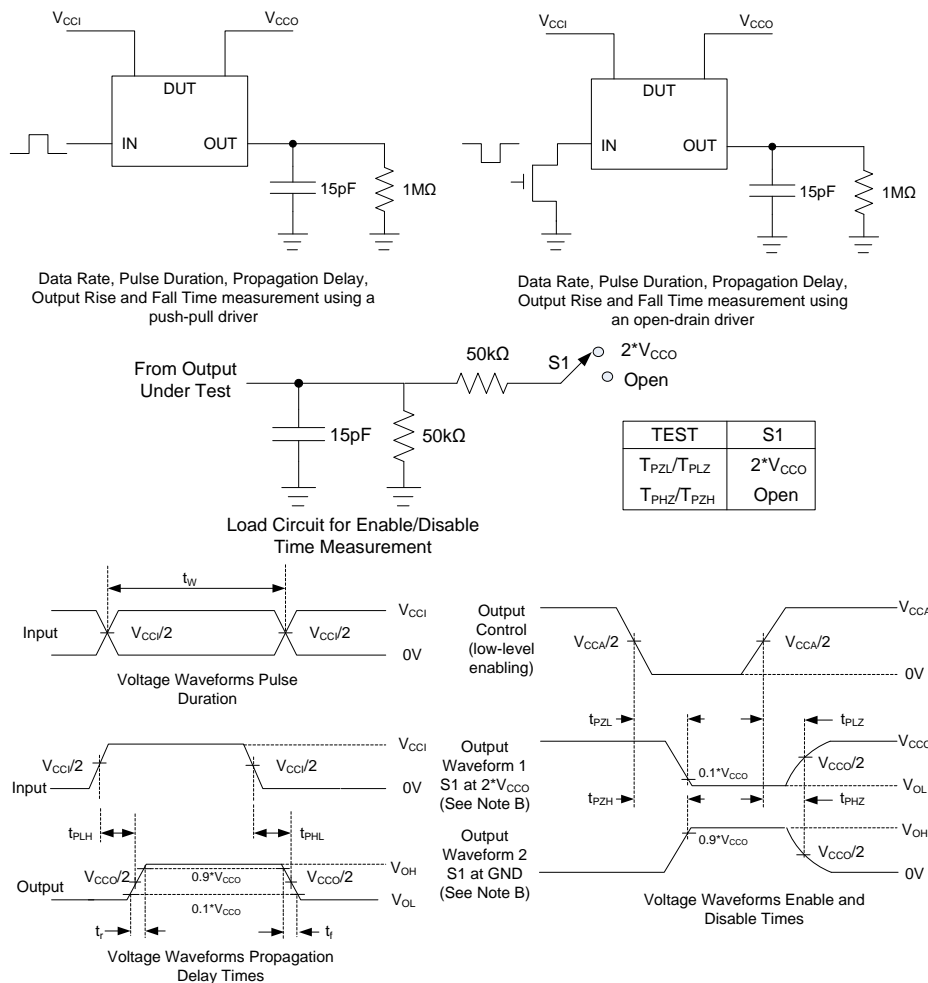 VCCI
VCCO
DUT
IN
OUT
15pF
1MΩ
Data Rate, Pulse Duration, Propagation Delay,
Output Rise and Fall Time measurement using a
push-pull driver
VCCI
VCCO
DUT
IN
OUT
15pF
1MΩ
Data Rate, Pulse Duration, Propagation Delay,
Output Rise and Fall Time measurement using
an open-drain driver
From Output
Under Test
15pF
50kΩ
50kΩ
S1
2*VCCO
Open
Load Circuit for Enable/Disable
Time Measurement
TEST S1
TPZL/TPLZ 2*VCCO
TPHZ/TPZH Open
tW
Input
VCCI/2
VCCI/2
VCCI
0V
Voltage Waveforms Pulse
Duration
VCCI/2
VCCI/2
VCCI
Input
0V
tPLH
tPHL
Output
VCCO/2
0.9*VCCO
VCCO/2
VOH
0.1*VCCO
VOL
tr
tf
Voltage Waveforms Propagation
Delay Times
Output
Control
(low-level
enabling)
VCCA/2
VCCA/2
VCCA
0V
tPZL
tPLZ
Output
Waveform 1
S1 at 2*VCCO
(See Note B)
0.1*VCCO
VCCO
VCCO/2
VOL
tPZH
tPHZ
Output
Waveform 2
S1 at GND
(See Note B)
0.9*VCCO
VOH
VCCO/2
0V
Voltage Waveforms Enable and
Disable Times